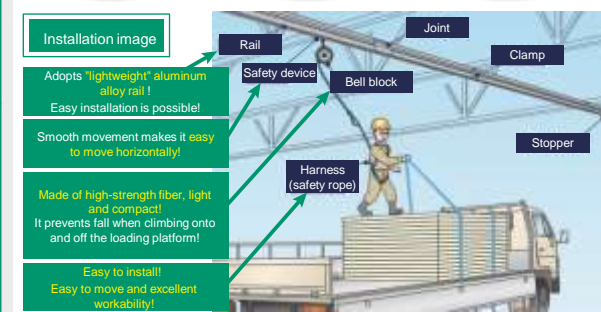 Installation image
Adopts "lightweight" aluminum
alloy rail !
Easy installation is possible!
Smooth movement makes it easy
to move horizontally!
Made of high-strength fiber, light
and compact!
It prevents fall when climbing onto
and off the loading platform!
Easy to install!
Easy to move and excellent
workability!
Rail
Safety device
Joint
Bell block
Clamp
Stopper
Harness
(safety rope)